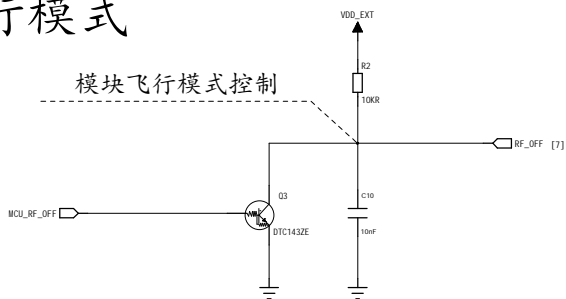 行模式
VDD_EXT
R2
模块飞行模式控制
10KR
RF_OFF [7]
Q3
C10
MCU_RF_OFF
DTC143ZE
10nF